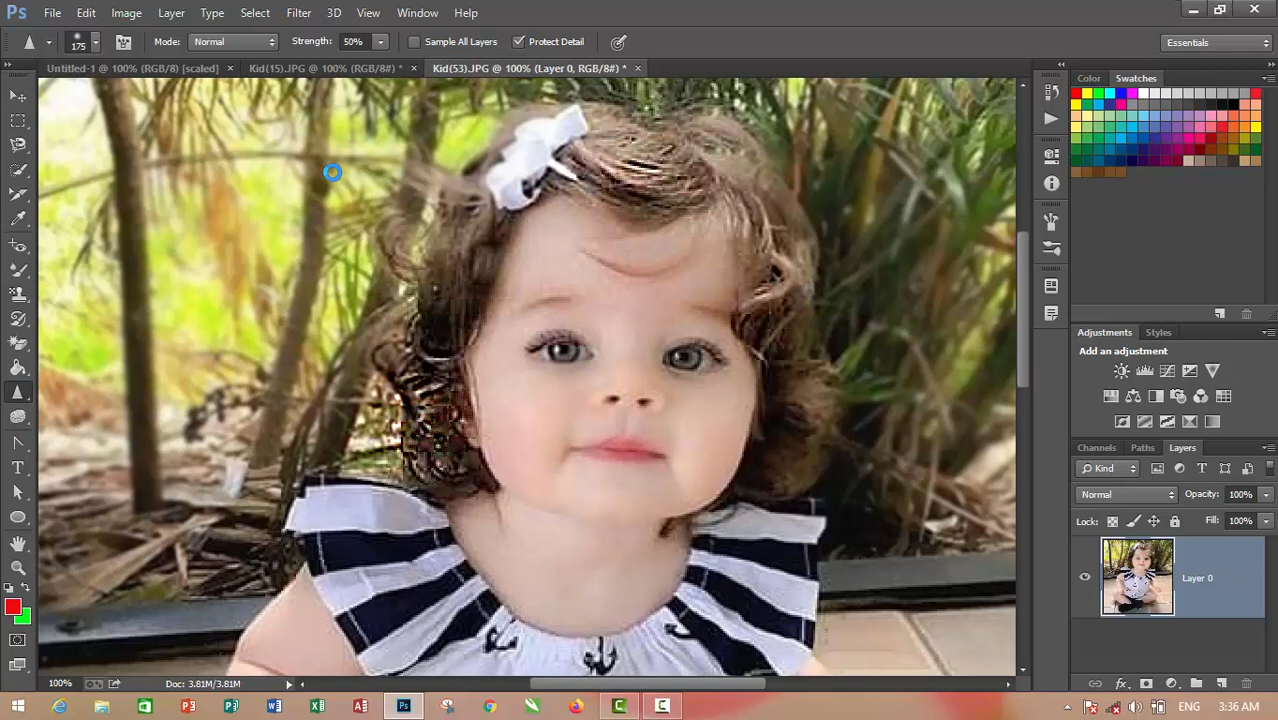 Ps File Edit Image Layer Type Select Filter 3D View Window Help
175 Mode: Normal Strength: 50% Sample All Layers Protect Detail Essentials
Untitled-1 @ 100% (RGB/8) [scaled] × Kid(15).JPG @ 100% (RGB/8#) * × Kid(53).JPG @ 100% (Layer 0, RGB/8#) * ×
Color Swatches
Adjustments Styles
Add an adjustment
Channels Paths Layers
Kind
Normal Opacity: 100%
Lock: Fill: 100%
Layer 0
100% Doc: 3.81M/3.81M
ENG 3:36 AM